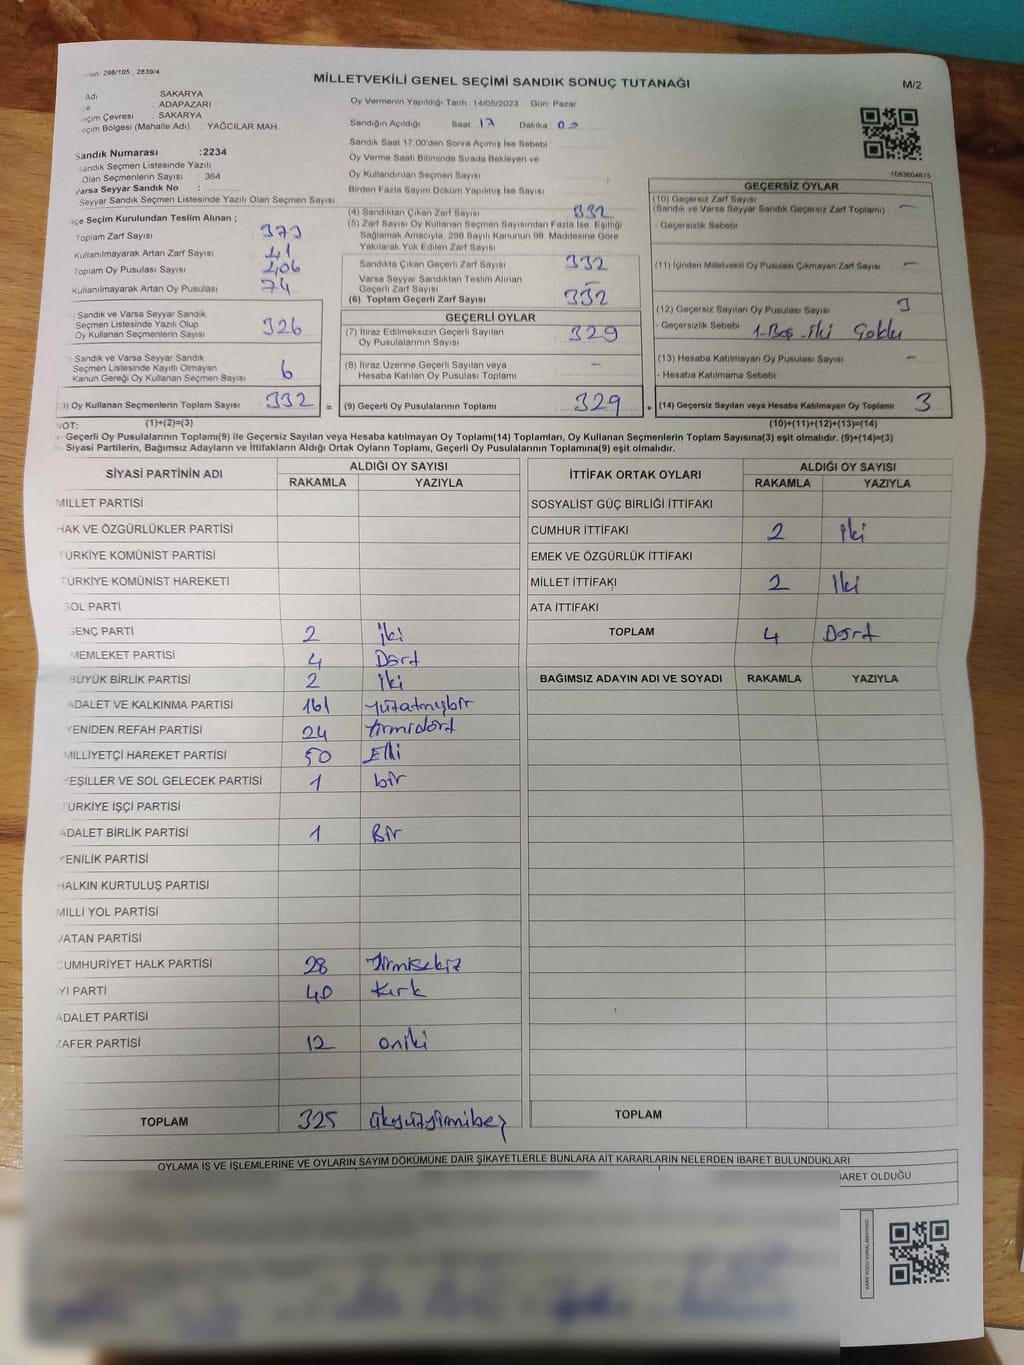 298/105 , 2839/4
MİLLETVEKİLİ GENEL SEÇİMİ SANDIK SONUÇ TUTANAĞI
M/2
Adı : SAKARYA
: ADAPAZARI
Seçim Çevresi : SAKARYA
Seçim Bölgesi (Mahalle Adı) : YAĞCILAR MAH.
Sandık Numarası :2234
Sandık Seçmen Listesinde Yazılı
Olan Seçmenlerin Sayısı : 364
Varsa Seyyar Sandık No :
Seyyar Sandık Seçmen Listesinde Yazılı Olan Seçmen Sayısı
Oy Vermenin Yapıldığı Tarih :14/05/2023 Gün: Pazar
Sandığın Açıldığı Saat 17 Dakika 00
Sandık Saat 17.00'den Sonra Açımış İse Sebebi
Oy Verme Saati Bitiminde Sırada Bekleyen ve
Oy Kullandırılan Seçmen Sayısı
Birden Fazla Sayım Döküm Yapılmış İse Sayısı
1083604615
İlçe Seçim Kurulundan Teslim Alınan ;
Toplam Zarf Sayısı 373
Kullanılmayarak Artan Zarf Sayısı 41
Toplam Oy Pusulası Sayısı 406
Kullanılmayarak Artan Oy Pusulası 74
Sandık ve Varsa Seyyar Sandık
Seçmen Listesinde Yazılı Olup
Oy Kullanan Seçmenlerin Sayısı 326
Sandık ve Varsa Seyyar Sandık
Seçmen Listesinde Kayıtlı Olmayan
Kanun Gereği Oy Kullanan Seçmen Sayısı 6
3) Oy Kullanan Seçmenlerin Toplam Sayısı 332 =
(4) Sandıktan Çıkan Zarf Sayısı 332
(5) Zarf Sayısı Oy Kullanan Seçmen Sayısından Fazla İse, Eşitliği
Sağlamak Amacıyla, 298 Sayılı Kanunun 98. Maddesine Göre
Yakılarak Yok Edilen Zarf Sayısı
Sandıkta Çıkan Geçerli Zarf Sayısı 332
Varsa Seyyar Sandıktan Teslim Alınan
Geçerli Zarf Sayısı –
(6) Toplam Geçerli Zarf Sayısı 332
GEÇERLİ OYLAR
(7) İtiraz Edilmeksizin Geçerli Sayılan
Oy Pusulalarının Sayısı 329
(8) İtiraz Üzerine Geçerli Sayılan veya
Hesaba Katılan Oy Pusulası Toplamı –
(9) Geçerli Oy Pusulalarının Toplamı 329 +
GEÇERSİZ OYLAR
(10) Geçersiz Zarf Sayısı
(Sandık ve Varsa Seyyar Sandık Geçersiz Zarf Toplamı) –
- Geçersizlik Sebebi
(11) İçinden Milletvekili Oy Pusulası Çıkmayan Zarf Sayısı –
(12) Geçersiz Sayılan Oy Pusulası Sayısı 3
- Geçersizlik Sebebi 1-Boş -iki Çoklu
(13) Hesaba Katılmayan Oy Pusulası Sayısı –
- Hesaba Katılmama Sebebi
(14) Geçersiz Sayılan veya Hesaba Katılmayan Oy Toplamı 3
NOT: (1)+(2)=(3) (10)+(11)+(12)+(13)=(14)
Geçerli Oy Pusulalarının Toplamı(9) ile Geçersiz Sayılan veya Hesaba katılmayan Oy Toplamı(14) Toplamları, Oy Kullanan Seçmenlerin Toplam Sayısına(3) eşit olmalıdır. (9)+(14)=(3)
Siyasi Partilerin, Bağımsız Adayların ve İttifakların Aldığı Ortak Oyların Toplamı, Geçerli Oy Pusulalarının Toplamına(9) eşit olmalıdır.
SİYASİ PARTİNİN ADI ALDIĞI OY SAYISI
RAKAMLA YAZIYLA
MİLLET PARTİSİ
HAK VE ÖZGÜRLÜKLER PARTİSİ
TÜRKİYE KOMÜNİST PARTİSİ
TÜRKİYE KOMÜNİST HAREKETİ
SOL PARTİ
GENÇ PARTİ 2 iki
MEMLEKET PARTİSİ 4 Dört
BÜYÜK BİRLİK PARTİSİ 2 iki
ADALET VE KALKINMA PARTİSİ 161 yüzatmışbir
YENİDEN REFAH PARTİSİ 24 Yirmidört
MİLLİYETÇİ HAREKET PARTİSİ 50 Elli
YEŞİLLER VE SOL GELECEK PARTİSİ 1 bir
TÜRKİYE İŞÇİ PARTİSİ
ADALET BİRLİK PARTİSİ 1 Bir
YENİLİK PARTİSİ
HALKIN KURTULUŞ PARTİSİ
MİLLİ YOL PARTİSİ
VATAN PARTİSİ
CUMHURİYET HALK PARTİSİ 28 Yirmisekiz
İYİ PARTİ 40 Kırk
ADALET PARTİSİ
ZAFER PARTİSİ 12 oniki
TOPLAM 325 üçyüzyirmibeş
İTTİFAK ORTAK OYLARI ALDIĞI OY SAYISI
RAKAMLA YAZIYLA
SOSYALİST GÜÇ BİRLİĞİ İTTİFAKI
CUMHUR İTTİFAKI 2 iki
EMEK VE ÖZGÜRLÜK İTTİFAKI
MİLLET İTTİFAKI 2 iki
ATA İTTİFAKI
TOPLAM 4 Dört
BAĞIMSIZ ADAYIN ADI VE SOYADI RAKAMLA YAZIYLA
TOPLAM
OYLAMA İŞ VE İŞLEMLERİNE VE OYLARIN SAYIM DÖKÜMÜNE DAİR ŞİKAYETLERLE BUNLARA AİT KARARLARIN NELERDEN İBARET BULUNDUKLARI
İBARET OLDUĞU